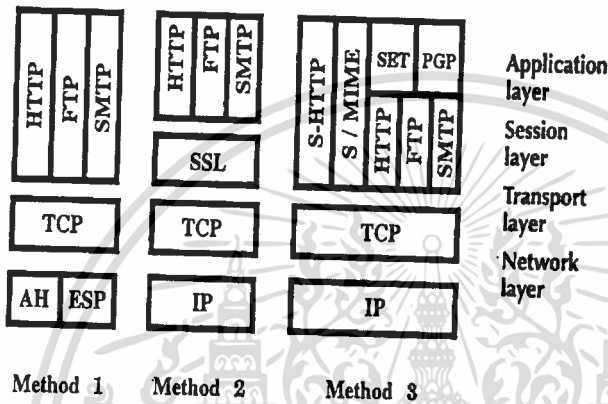 HTTP
FTP
SMTP
TCP
AH
ESP
Method 1
HTTP
FTP
SMTP
SSL
TCP
IP
Method 2
S-HTTP
S / MIME
SET
PGP
HTTP
FTP
SMTP
TCP
IP
Method 3
Application
layer
Session
layer
Transport
layer
Network
layer